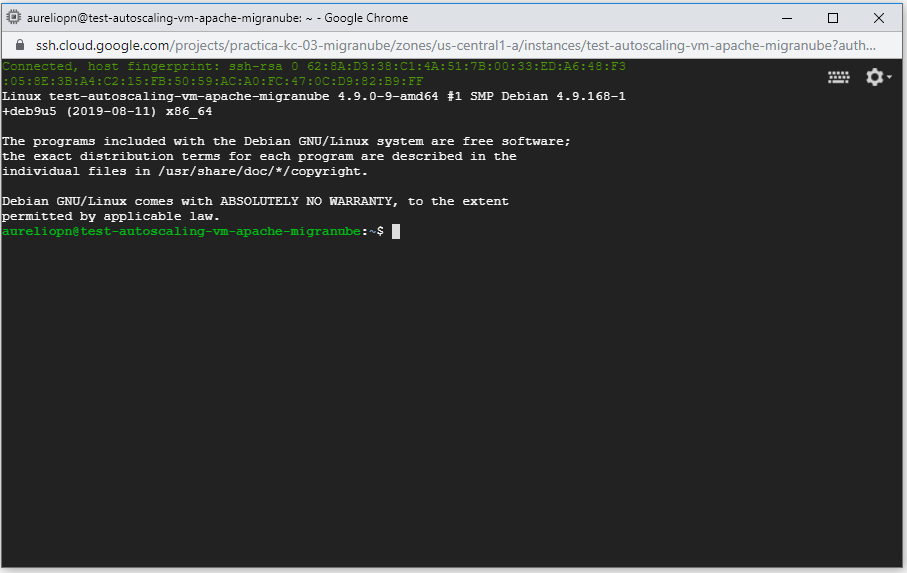 aureliopn@test-autoscaling-vm-apache-migranube: ~ - Google Chrome
ssh.cloud.google.com/projects/practica-kc-03-migranube/zones/us-central1-a/instances/test-autoscaling-vm-apache-migranube?auth...
Connected, host fingerprint: ssh-rsa 0 62:8A:D3:38:C1:4A:51:7B:00:33:ED:A6:48:F3
:05:8E:3B:A4:C2:15:FB:50:59:AC:A0:FC:47:0C:D9:82:B9:FF
Linux test-autoscaling-vm-apache-migranube 4.9.0-9-amd64 #1 SMP Debian 4.9.168-1
+deb9u5 (2019-08-11) x86_64
The programs included with the Debian GNU/Linux system are free software;
the exact distribution terms for each program are described in the
individual files in /usr/share/doc/*/copyright.
Debian GNU/Linux comes with ABSOLUTELY NO WARRANTY, to the extent
permitted by applicable law.
aureliopn@test-autoscaling-vm-apache-migranube:~$